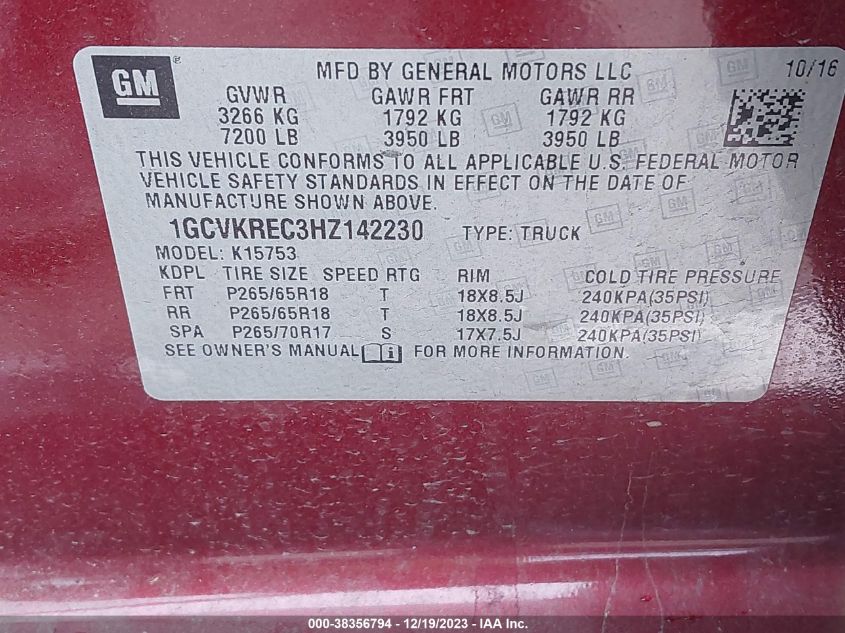 GM ® MFD BY GENERAL MOTORS LLC 10/16
GVWR GAWR FRT GAWR RR
3266 KG 1792 KG 1792 KG
7200 LB 3950 LB 3950 LB
THIS VEHICLE CONFORMS TO ALL APPLICABLE U.S. FEDERAL MOTOR
VEHICLE SAFETY STANDARDS IN EFFECT ON THE DATE OF
MANUFACTURE SHOWN ABOVE.
1GCVKREC3HZ142230 TYPE: TRUCK
MODEL: K15753
KDPL TIRE SIZE SPEED RTG RIM COLD TIRE PRESSURE
FRT P265/65R18 T 18X8.5J 240KPA(35PSI)
RR P265/65R18 T 18X8.5J 240KPA(35PSI)
SPA P265/70R17 S 17X7.5J 240KPA(35PSI)
SEE OWNER'S MANUAL i FOR MORE INFORMATION.
000-38356794 - 12/19/2023 - IAA Inc.